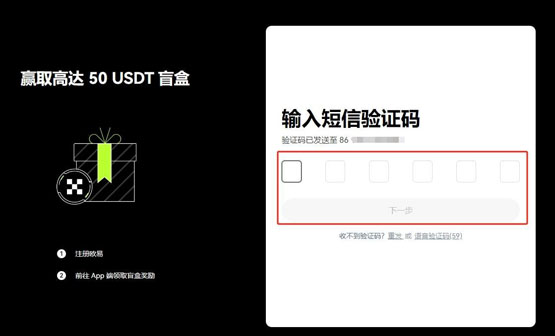 赢取高达 50 USDT 盲盒
1 注册欧易
2 前往 App 端领取盲盒奖励
输入短信验证码
验证码已发送至 86
下一步
收不到验证码? 重发 或 语音验证码(59)